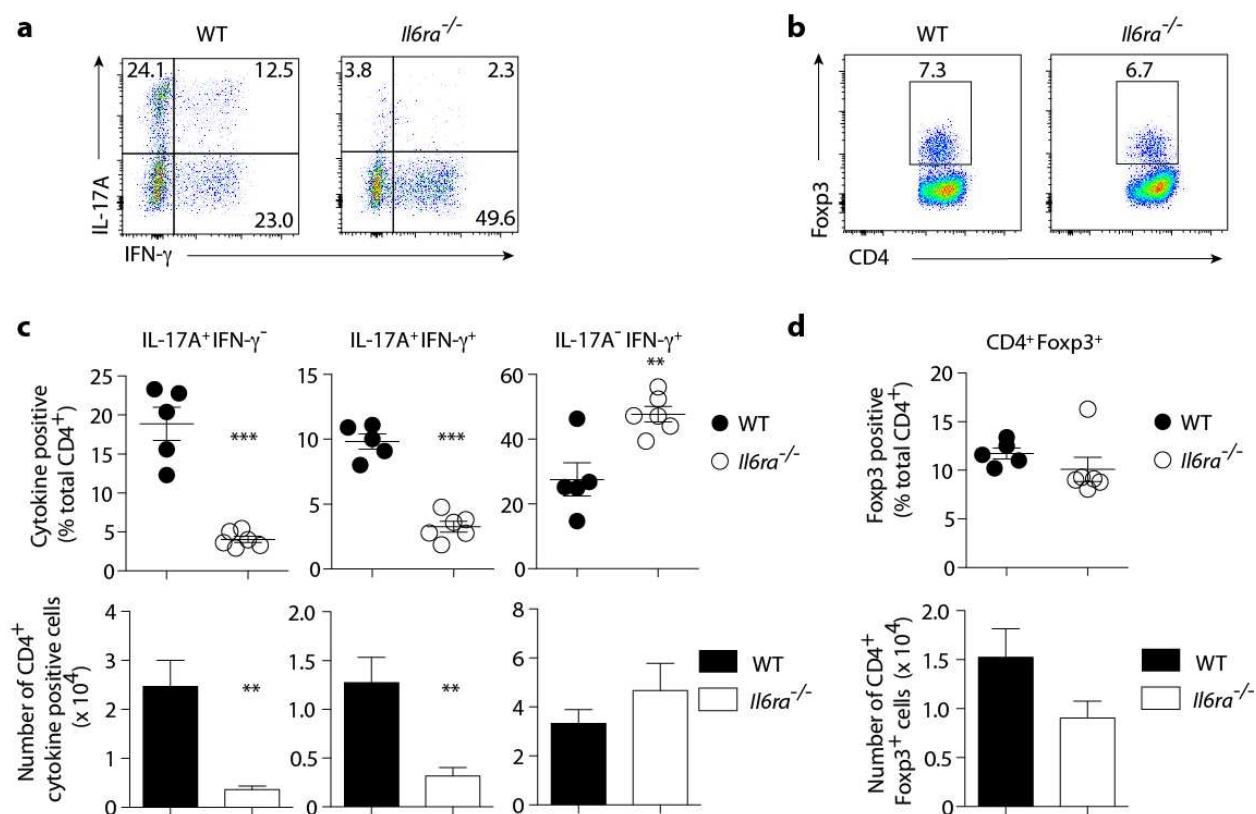 a
WT
Il6ra-/-
24.1
12.5
3.8
2.3
23.0
49.6
IL-17A
IFN-γ
b
WT
Il6ra-/-
7.3
6.7
Foxp3
CD4
c
IL-17A+IFN-γ-
IL-17A+IFN-γ+
IL-17A- IFN-γ+
Cytokine positive
(% total CD4+)
25
20
15
10
5
0
***
15
10
5
0
***
60
40
20
0
**
WT
Il6ra-/-
Number of CD4+
cytokine positive cells
(x 10^4)
4
3
2
1
0
**
2.0
1.5
1.0
0.5
0
**
8
6
4
2
0
WT
Il6ra-/-
d
CD4+Foxp3+
Foxp3 positive
(% total CD4+)
20
15
10
5
0
WT
Il6ra-/-
Number of CD4+
Foxp3+ cells (x 10^4)
2.0
1.5
1.0
0.5
0
WT
Il6ra-/-